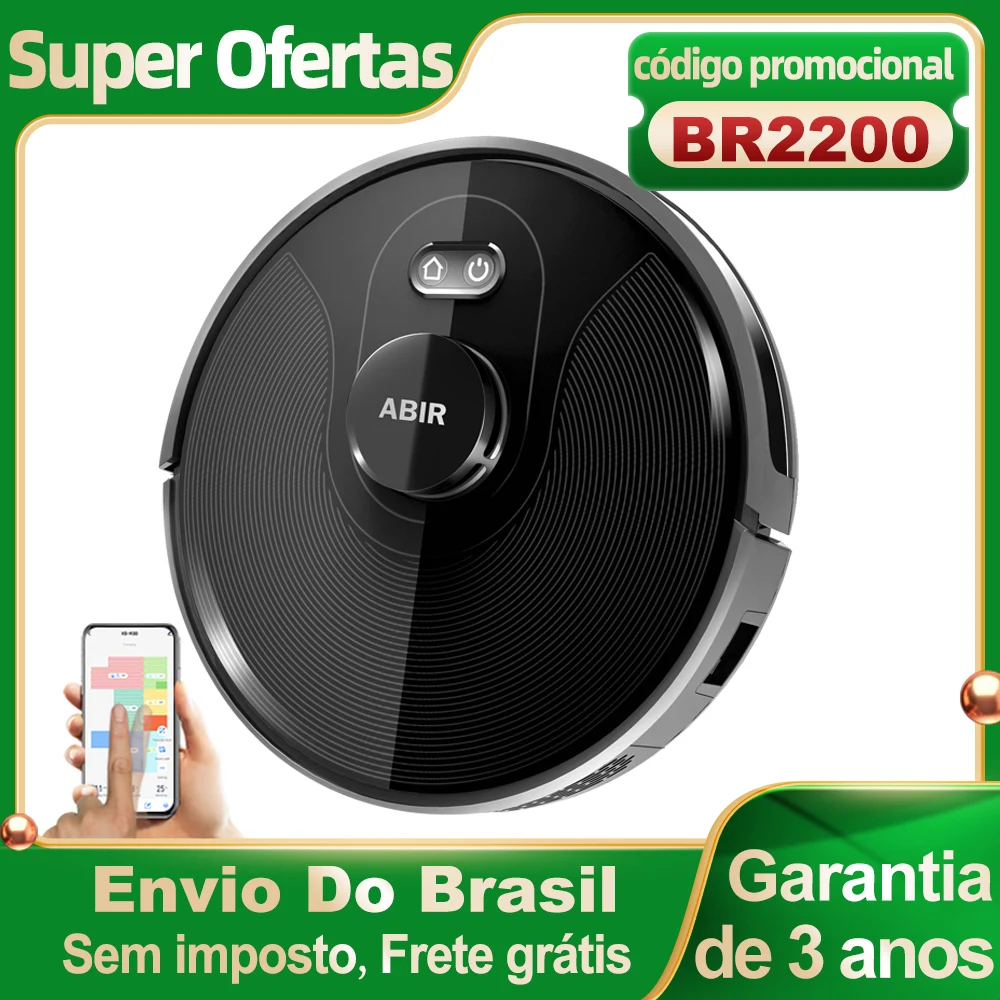 Super Ofertas
código promocional
BR2200
ABIR
Envio Do Brasil
Sem imposto, Frete grátis
Garantia
de 3 anos